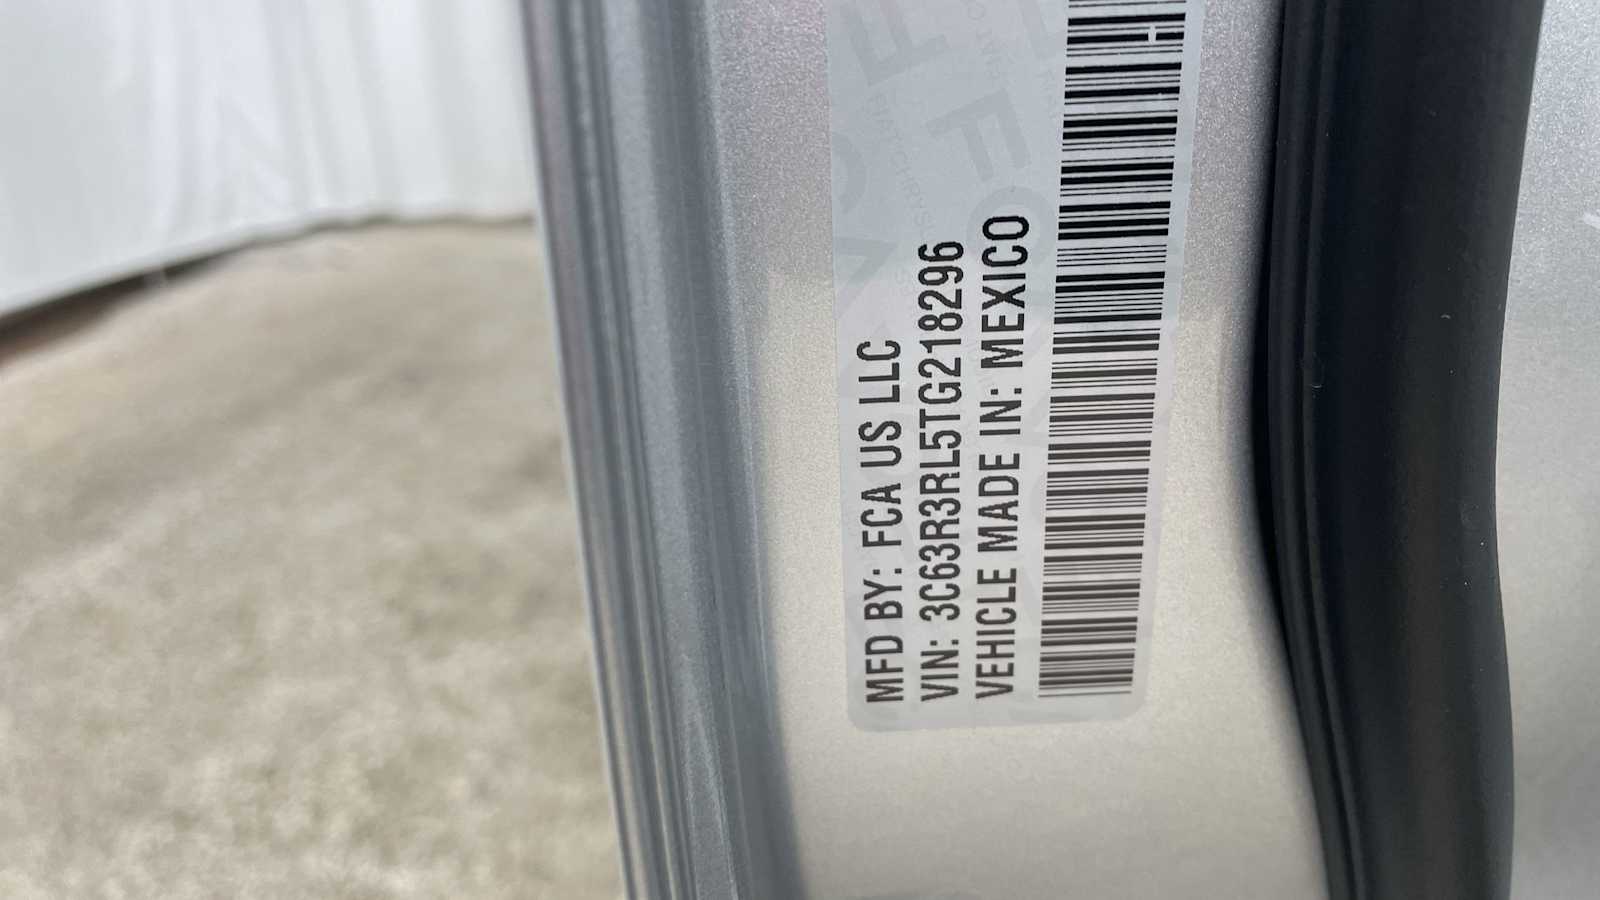 MFD BY: FCA US LLC
VIN: 3C63R3RL5TG218296
VEHICLE MADE IN: MEXICO